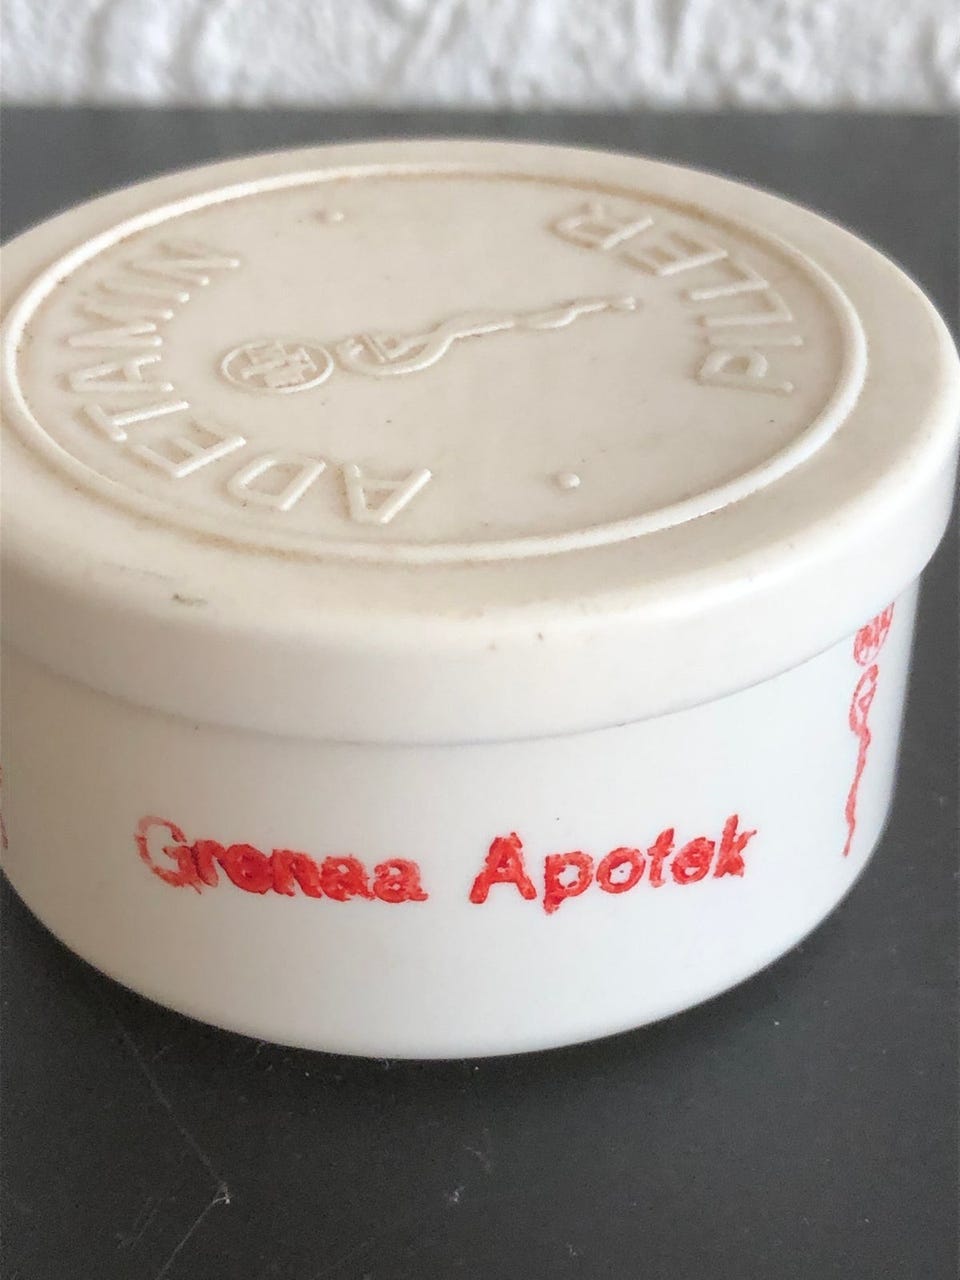 ADETAMIN
PILLER
Grenaa Apotek